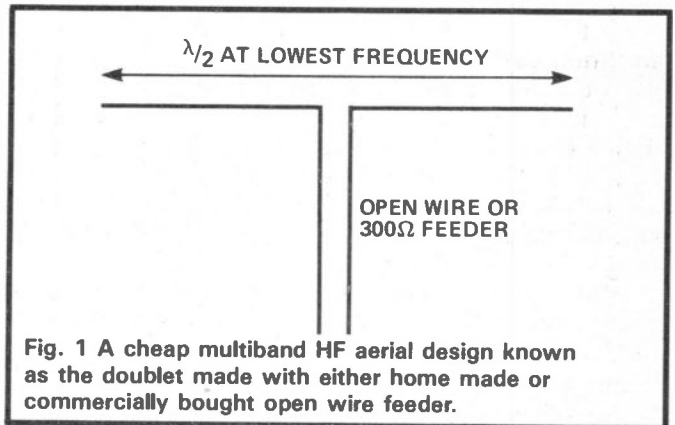 λ/2 AT LOWEST FREQUENCY
OPEN WIRE OR
300Ω FEEDER
Fig. 1 A cheap multiband HF aerial design known
as the doublet made with either home made or
commercially bought open wire feeder.